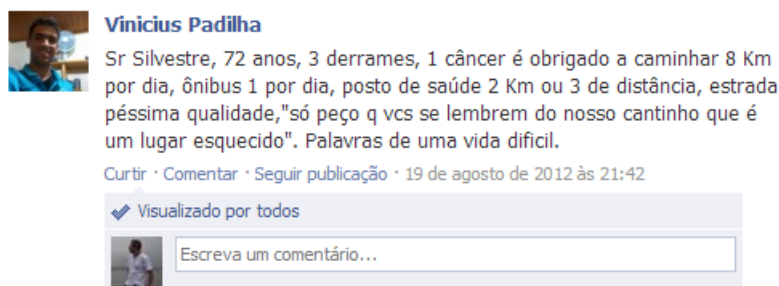 Vinicius Padilha
Sr Silvestre, 72 anos, 3 derrames, 1 câncer é obrigado a caminhar 8 Km
por dia, ônibus 1 por dia, posto de saúde 2 Km ou 3 de distância, estrada
péssima qualidade,"só peço q vcs se lembrem do nosso cantinho que é
um lugar esquecido". Palavras de uma vida dificil.
Curtir · Comentar · Seguir publicação · 19 de agosto de 2012 às 21:42
Visualizado por todos
Escreva um comentário...